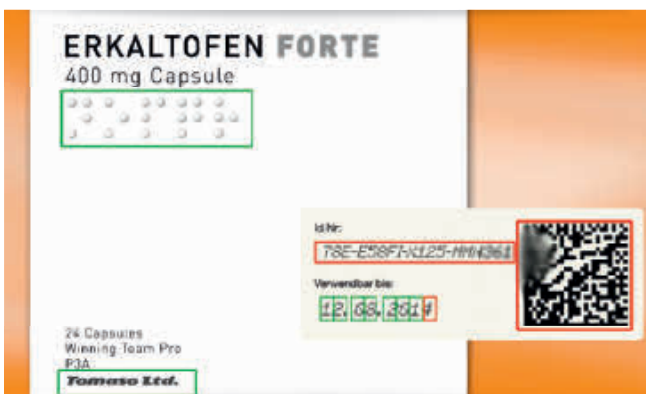 ERKALTOFEN FORTE
400 mg Capsule
Id Nr:
Verwendbar bis:
24 Capsules
Winning Team Pro
P3A
Tomaso Ltd.